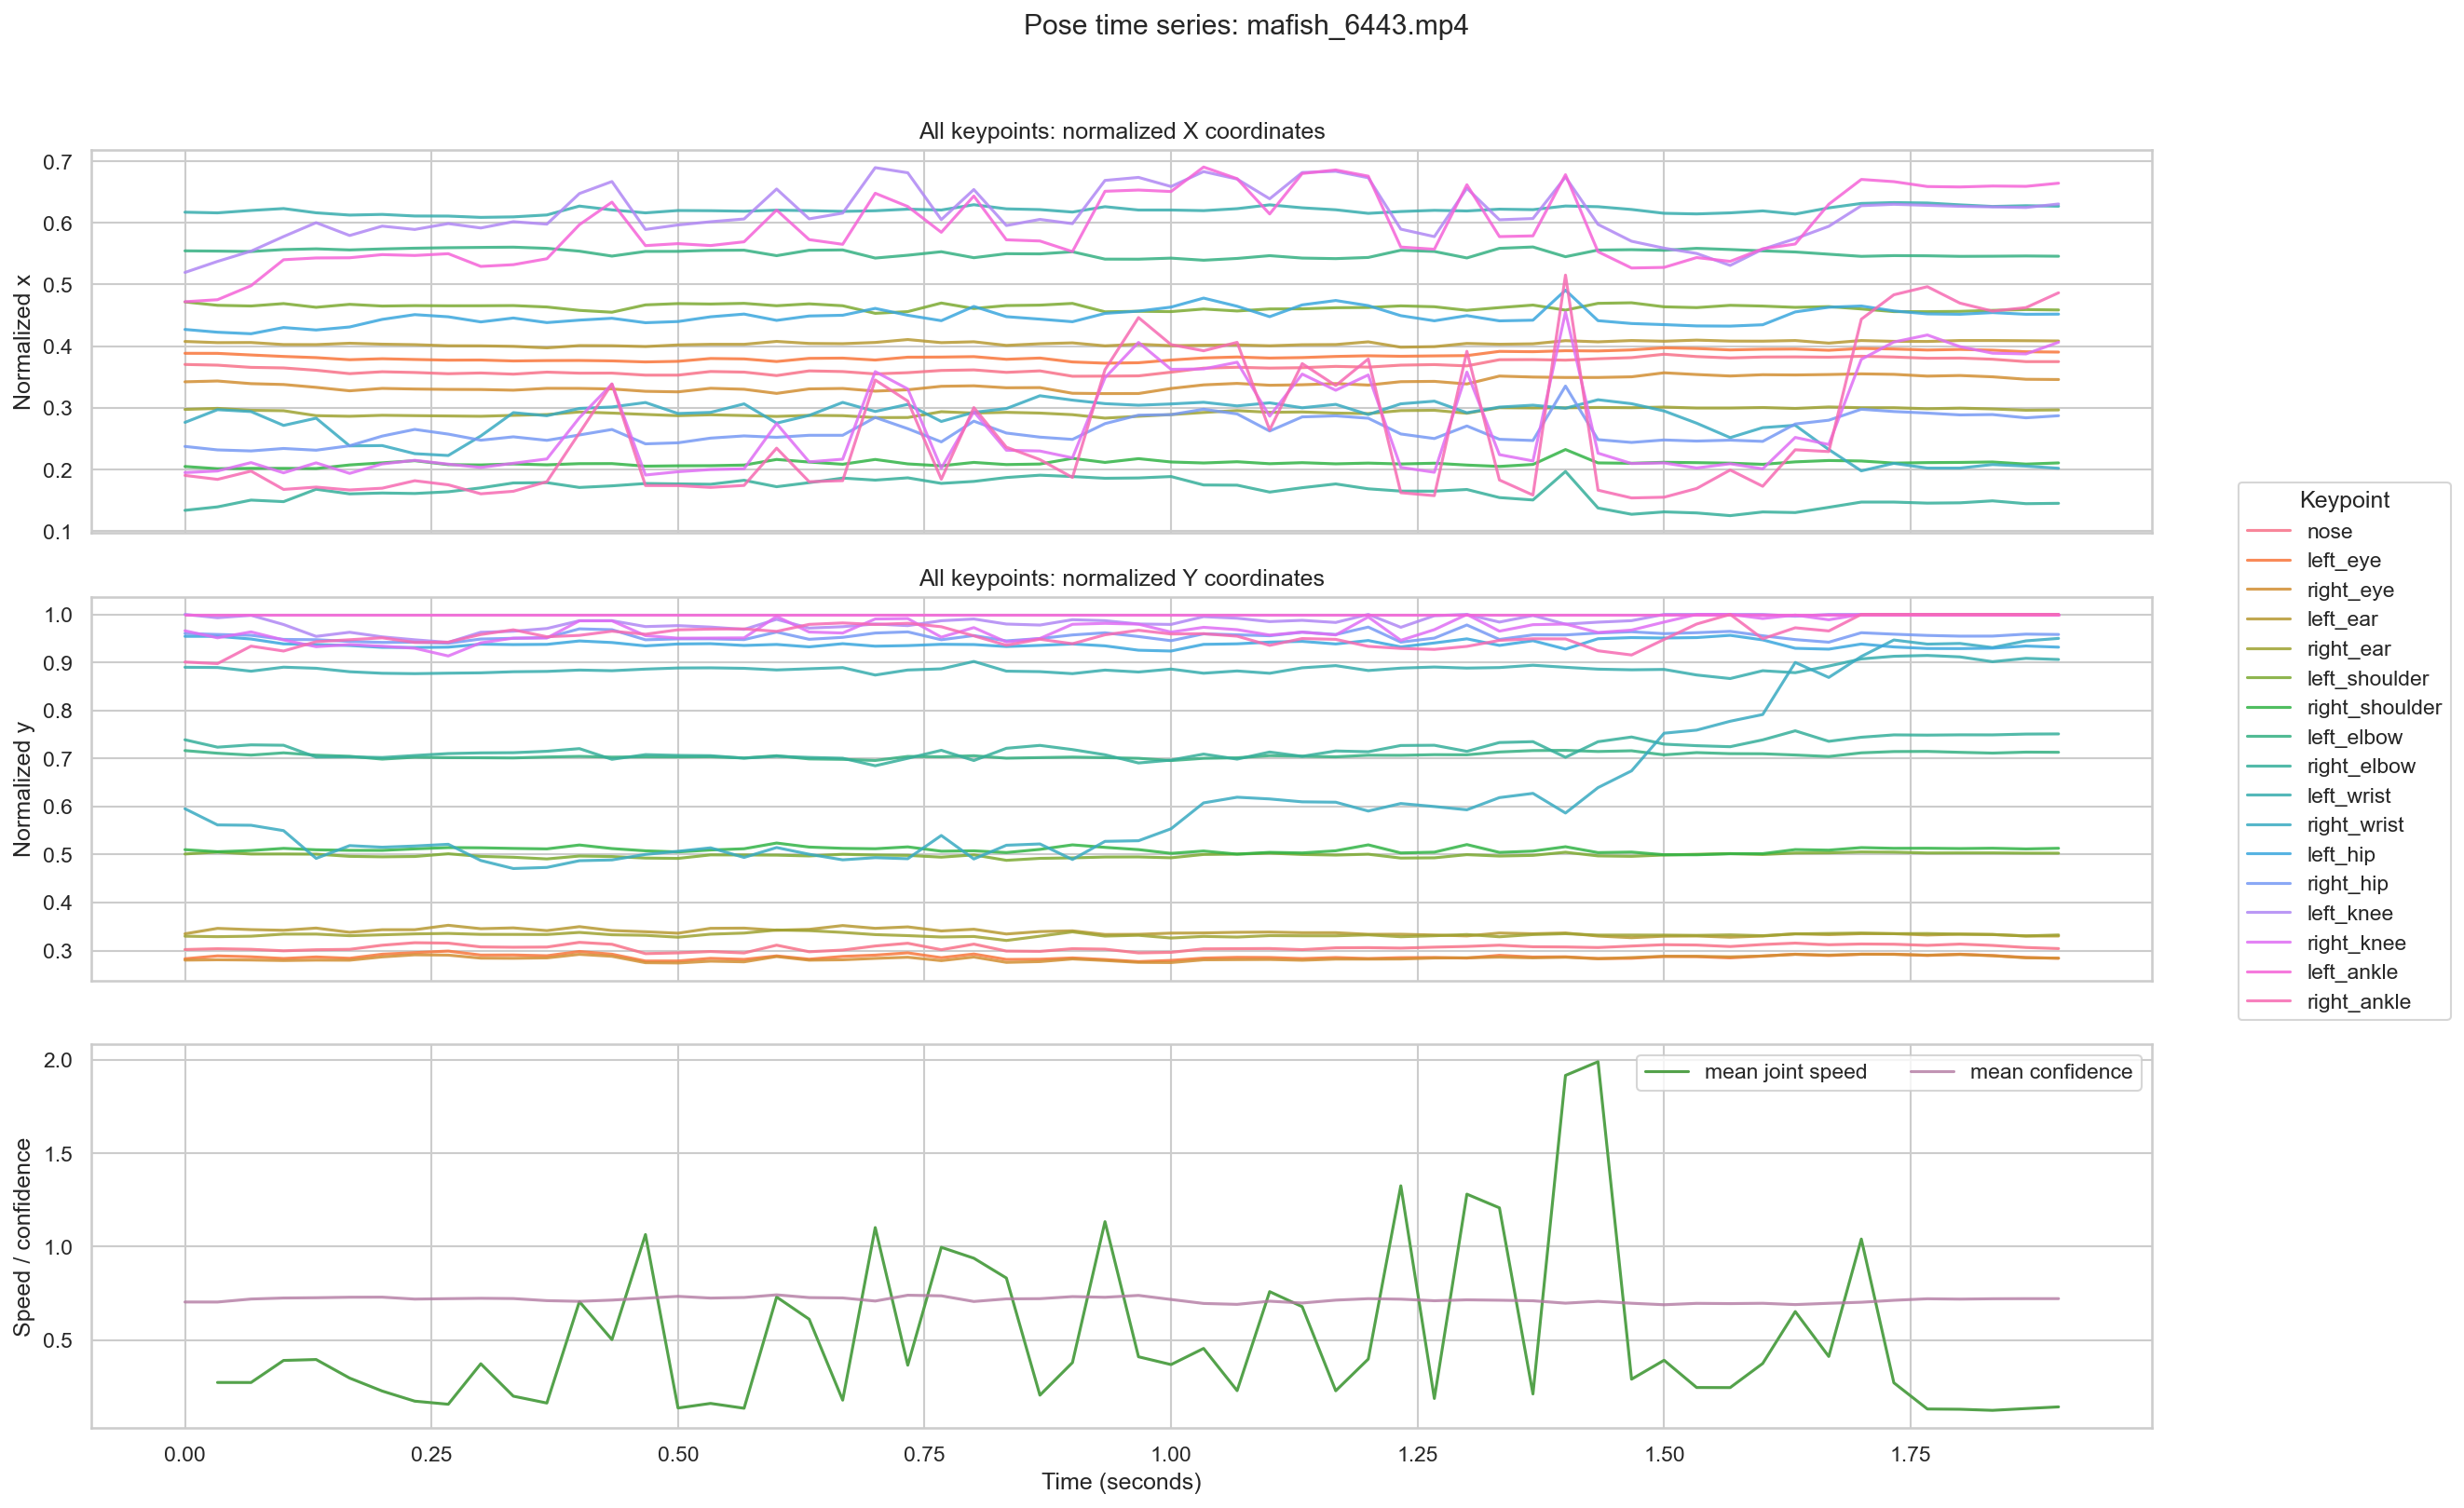 Pose time series: mafish_6443.mp4
All keypoints: normalized X coordinates
Normalized x
0.7
0.6
0.5
0.4
0.3
0.2
0.1
All keypoints: normalized Y coordinates
Normalized y
1.0
0.9
0.8
0.7
0.6
0.5
0.4
0.3
Keypoint
nose
left_eye
right_eye
left_ear
right_ear
left_shoulder
right_shoulder
left_elbow
right_elbow
left_wrist
right_wrist
left_hip
right_hip
left_knee
right_knee
left_ankle
right_ankle
Speed / confidence
2.0
1.5
1.0
0.5
mean joint speed mean confidence
0.00 0.25 0.50 0.75 1.00 1.25 1.50 1.75
Time (seconds)